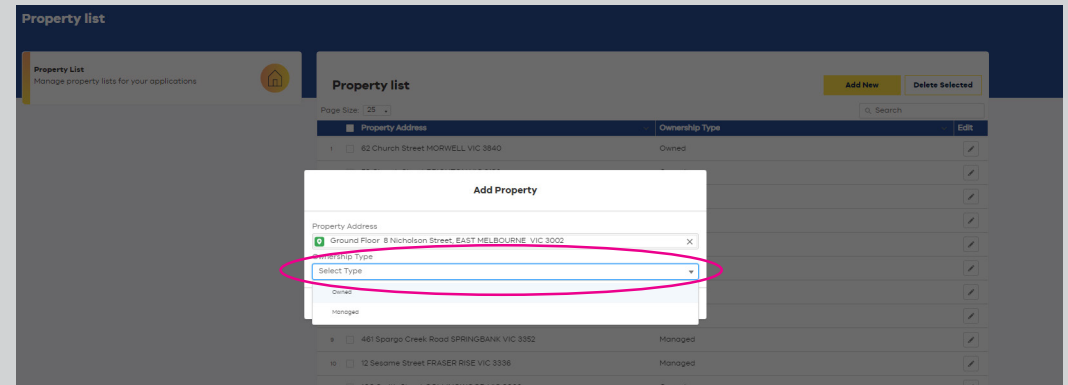 Property list
Property List
Manage property lists for your applications
Property list
Add New
Delete Selected
Page Size: 25
Search
Property Address
Ownership Type
Edit
1 62 Church Street MORWELL VIC 3840 Owned
Add Property
Property Address
Ground Floor 8 Nicholson Street, EAST MELBOURNE VIC 3002
Ownership Type
Select Type
Owned
Managed
9 461 Spargo Creek Road SPRINGBANK VIC 3352 Managed
10 12 Sesame Street FRASER RISE VIC 3336 Managed